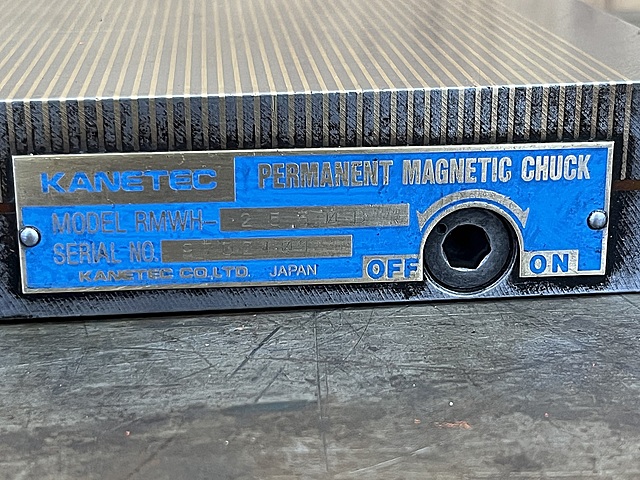 KANETEC
PERMANENT MAGNETIC CHUCK
MODEL RMWH-
SERIAL NO.
KANETEC CO., LTD. JAPAN
OFF
ON